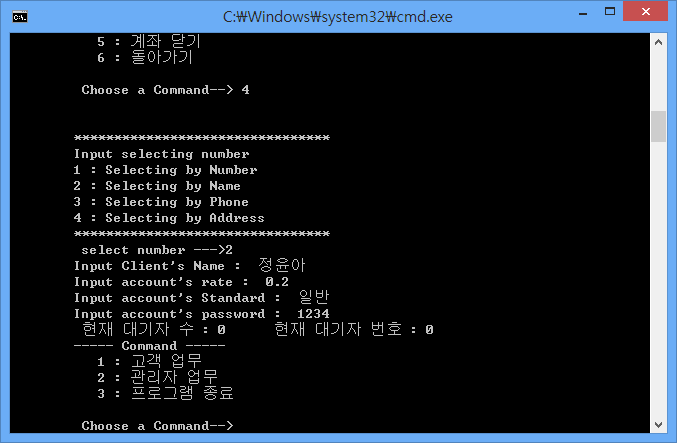 C:₩Windows₩system32₩cmd.exe
5 : 계좌 닫기
6 : 돌아가기
Choose a Command--> 4
********************************
Input selecting number
1 : Selecting by Number
2 : Selecting by Name
3 : Selecting by Phone
4 : Selecting by Address
********************************
select number --->2
Input Client's Name :  정윤아
Input account's rate :  0.2
Input account's Standard :  일반
Input account's password :  1234
현재 대기자 수 : 0      현재 대기자 번호 : 0
----- Command -----
1 : 고객 업무
2 : 관리자 업무
3 : 프로그램 종료
Choose a Command-->